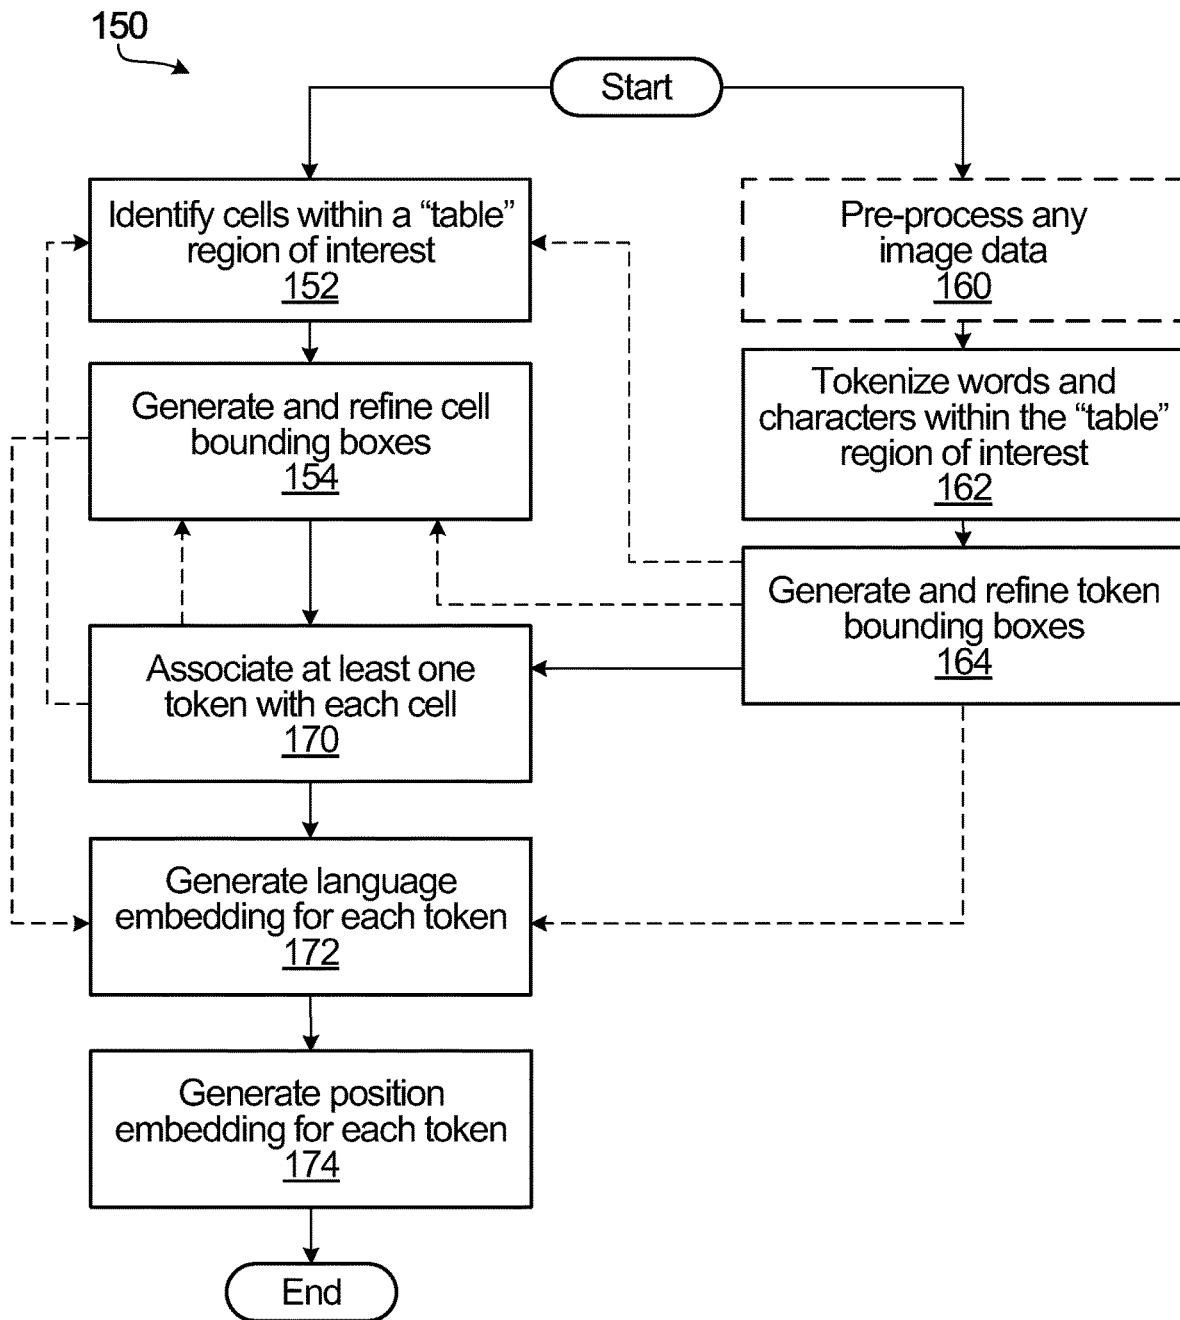 150
Start
Identify cells within a “table”
region of interest
152
Pre-process any
image data
160
Generate and refine cell
bounding boxes
154
Tokenize words and
characters within the “table”
region of interest
162
Generate and refine token
bounding boxes
164
Associate at least one
token with each cell
170
Generate language
embedding for each token
172
Generate position
embedding for each token
174
End